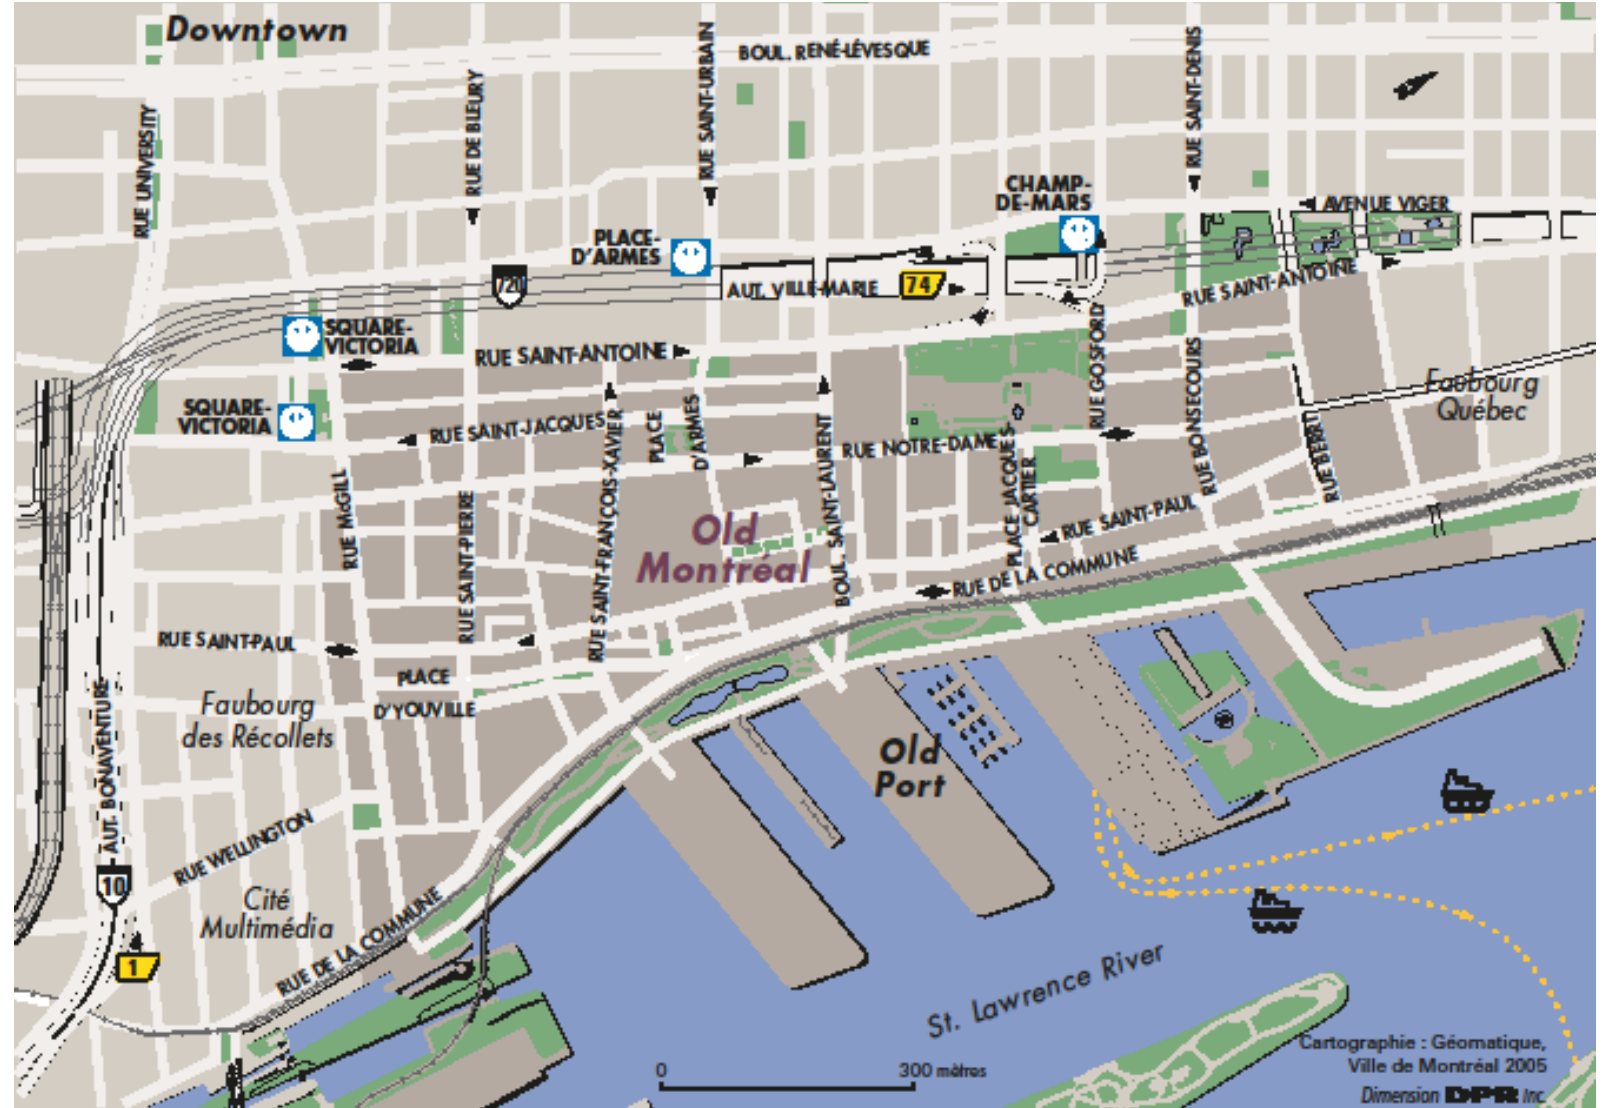 Downtown
BOUL. RENÉ-LÉVESQUE
RUE UNIVERSITY
RUE DE BLEURY
RUE SAINT-URBAIN
RUE SAINT-DENIS
CHAMP-
DE-MARS
AVENUE VIGER
PLACE-
D'ARMES
720
AUT. VILLE-MARIE
74
RUE SAINT-ANTOINE
SQUARE-
VICTORIA
RUE SAINT-ANTOINE
RUE GOSFORD
Faubourg
Québec
SQUARE-
VICTORIA
RUE SAINT-JACQUES
PLACE
D'ARMES
RUE NOTRE-DAME
RUE BONSECOURS
RUE BERRI
RUE McGILL
RUE SAINT-PIERRE
RUE SAINT-FRANÇOIS-XAVIER
BOUL. SAINT-LAURENT
PLACE JACQUES-
CARTIER
RUE SAINT-PAUL
Old
Montréal
RUE DE LA COMMUNE
RUE SAINT-PAUL
PLACE
D'YOUVILLE
Faubourg
des Récollets
AUT. BONAVENTURE
Old
Port
RUE WELLINGTON
10
Cité
Multimédia
1
RUE DE LA COMMUNE
St. Lawrence River
0 300 mètres
Cartographie : Géomatique,
Ville de Montréal 2005
Dimension DPR Inc.